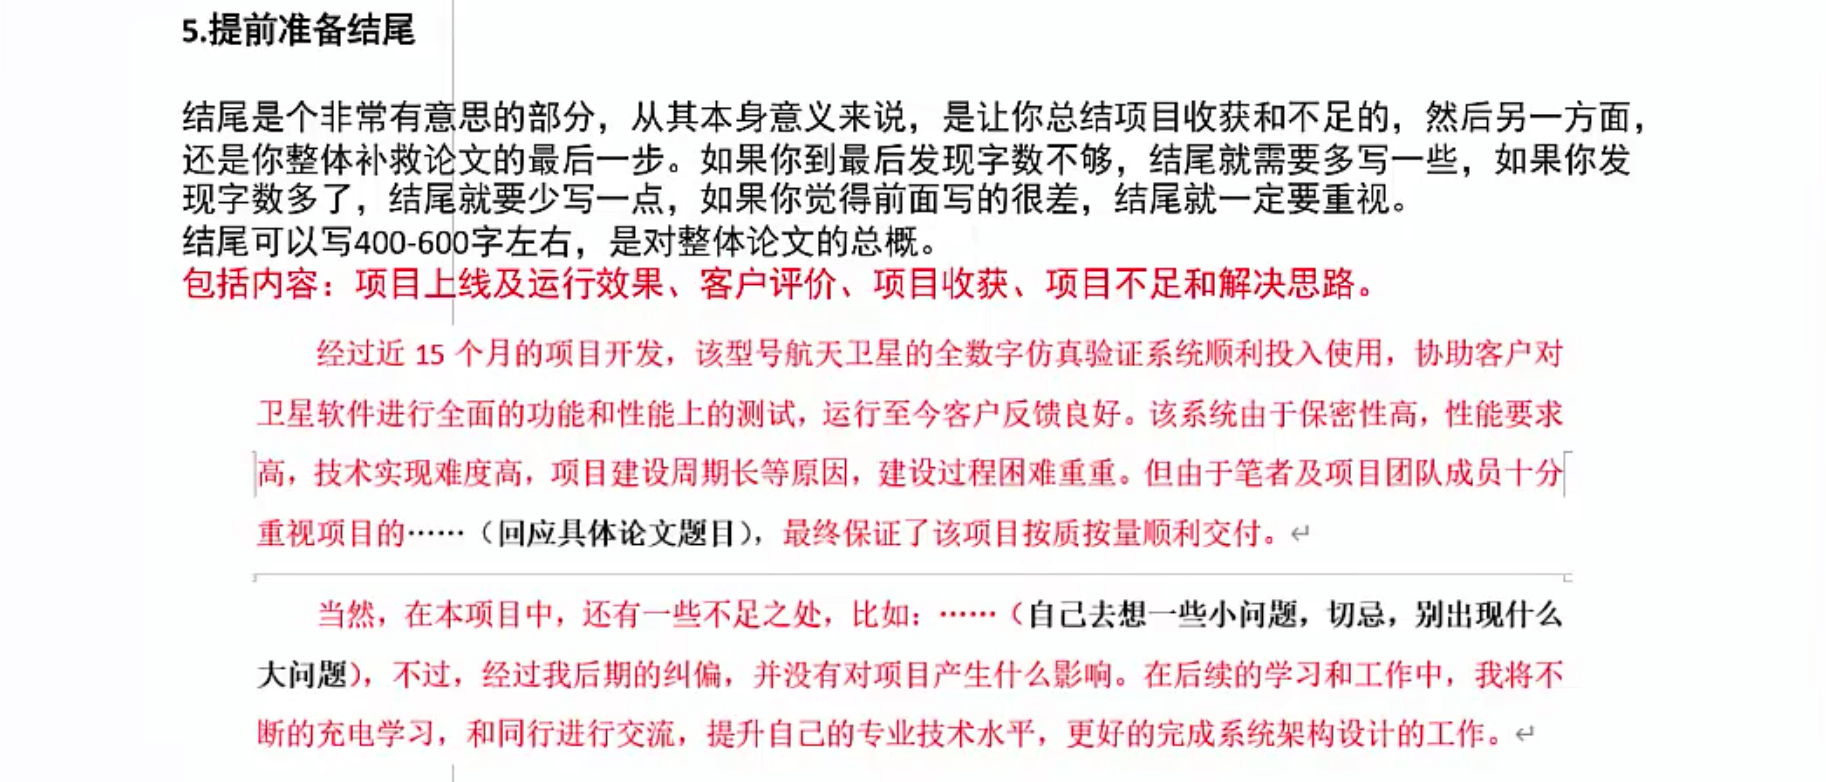 5.提前准备结尾
结尾是个非常有意思的部分，从其本身意义来说，是让你总结项目收获和不足的，然后另一方面，
还是你整体补救论文的最后一步。如果你到最后发现字数不够，结尾就需要多写一些，如果你发
现字数多了，结尾就要少写一点，如果你觉得前面写的很差，结尾就一定要重视。
结尾可以写400-600字左右，是对整体论文的总概。
包括内容：项目上线及运行效果、客户评价、项目收获、项目不足和解决思路。
经过近 15 个月的项目开发，该型号航天卫星的全数字仿真验证系统顺利投入使用，协助客户对
卫星软件进行全面的功能和性能上的测试，运行至今客户反馈良好。该系统由于保密性高，性能要求
高，技术实现难度高，项目建设周期长等原因，建设过程困难重重。但由于笔者及项目团队成员十分
重视项目的……（回应具体论文题目），最终保证了该项目按质按量顺利交付。↵
当然，在本项目中，还有一些不足之处，比如：……（自己去想一些小问题，切忌，别出现什么
大问题），不过，经过我后期的纠偏，并没有对项目产生什么影响。在后续的学习和工作中，我将不
断的充电学习，和同行进行交流，提升自己的专业技术水平，更好的完成系统架构设计的工作。↵